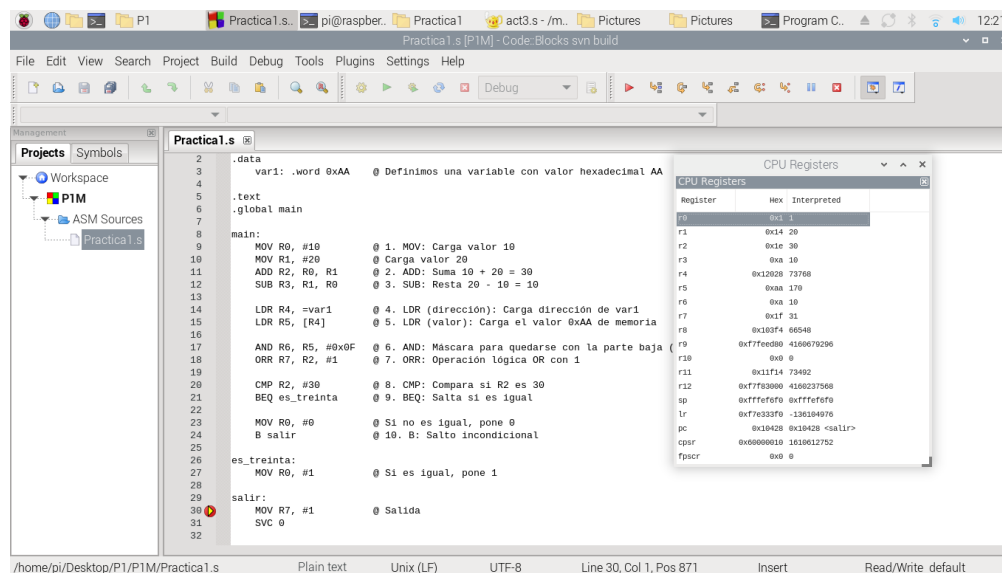 P1
Practica1.s..
pi@raspber..
Practica1
act3.s - /m..
Pictures
Pictures
Program C..
12:2
Practica1.s [P1M] - Code::Blocks svn build
File Edit View Search Project Build Debug Tools Plugins Settings Help
Debug
Management
Projects Symbols
Workspace
P1M
ASM Sources
Practica1.s
Practica1.s
2 .data
3 var1: .word 0xAA @ Definimos una variable con valor hexadecimal AA
4
5 .text
6 .global main
7
8 main:
9 MOV R0, #10 @ 1. MOV: Carga valor 10
10 MOV R1, #20 @ Carga valor 20
11 ADD R2, R0, R1 @ 2. ADD: Suma 10 + 20 = 30
12 SUB R3, R1, R0 @ 3. SUB: Resta 20 - 10 = 10
13
14 LDR R4, =var1 @ 4. LDR (dirección): Carga dirección de var1
15 LDR R5, [R4] @ 5. LDR (valor): Carga el valor 0xAA de memoria
16
17 AND R6, R5, #0x0F @ 6. AND: Máscara para quedarse con la parte baja (
18 ORR R7, R2, #1 @ 7. ORR: Operación lógica OR con 1
19
20 CMP R2, #30 @ 8. CMP: Compara si R2 es 30
21 BEQ es_treinta @ 9. BEQ: Salta si es igual
22
23 MOV R0, #0 @ Si no es igual, pone 0
24 B salir @ 10. B: Salto incondicional
25
26 es_treinta:
27 MOV R0, #1 @ Si es igual, pone 1
28
29 salir:
30 MOV R7, #1 @ Salida
31 SVC 0
32
CPU Registers
CPU Registers
Register Hex Interpreted
r0 0x1 1
r1 0x14 20
r2 0x1e 30
r3 0xa 10
r4 0x12028 73768
r5 0xaa 170
r6 0xa 10
r7 0x1f 31
r8 0x103f4 66548
r9 0xf7feed80 4160679296
r10 0x0 0
r11 0x11f14 73492
r12 0xf7f83000 4160237568
sp 0xfffef6f0 0xfffef6f0
lr 0xf7e333f0 -136104976
pc 0x10428 0x10428 <salir>
cpsr 0x60000010 1610612752
fpscr 0x0 0
/home/pi/Desktop/P1/P1M/Practica1.s Plain text Unix (LF) UTF-8 Line 30, Col 1, Pos 871 Insert Read/Write default